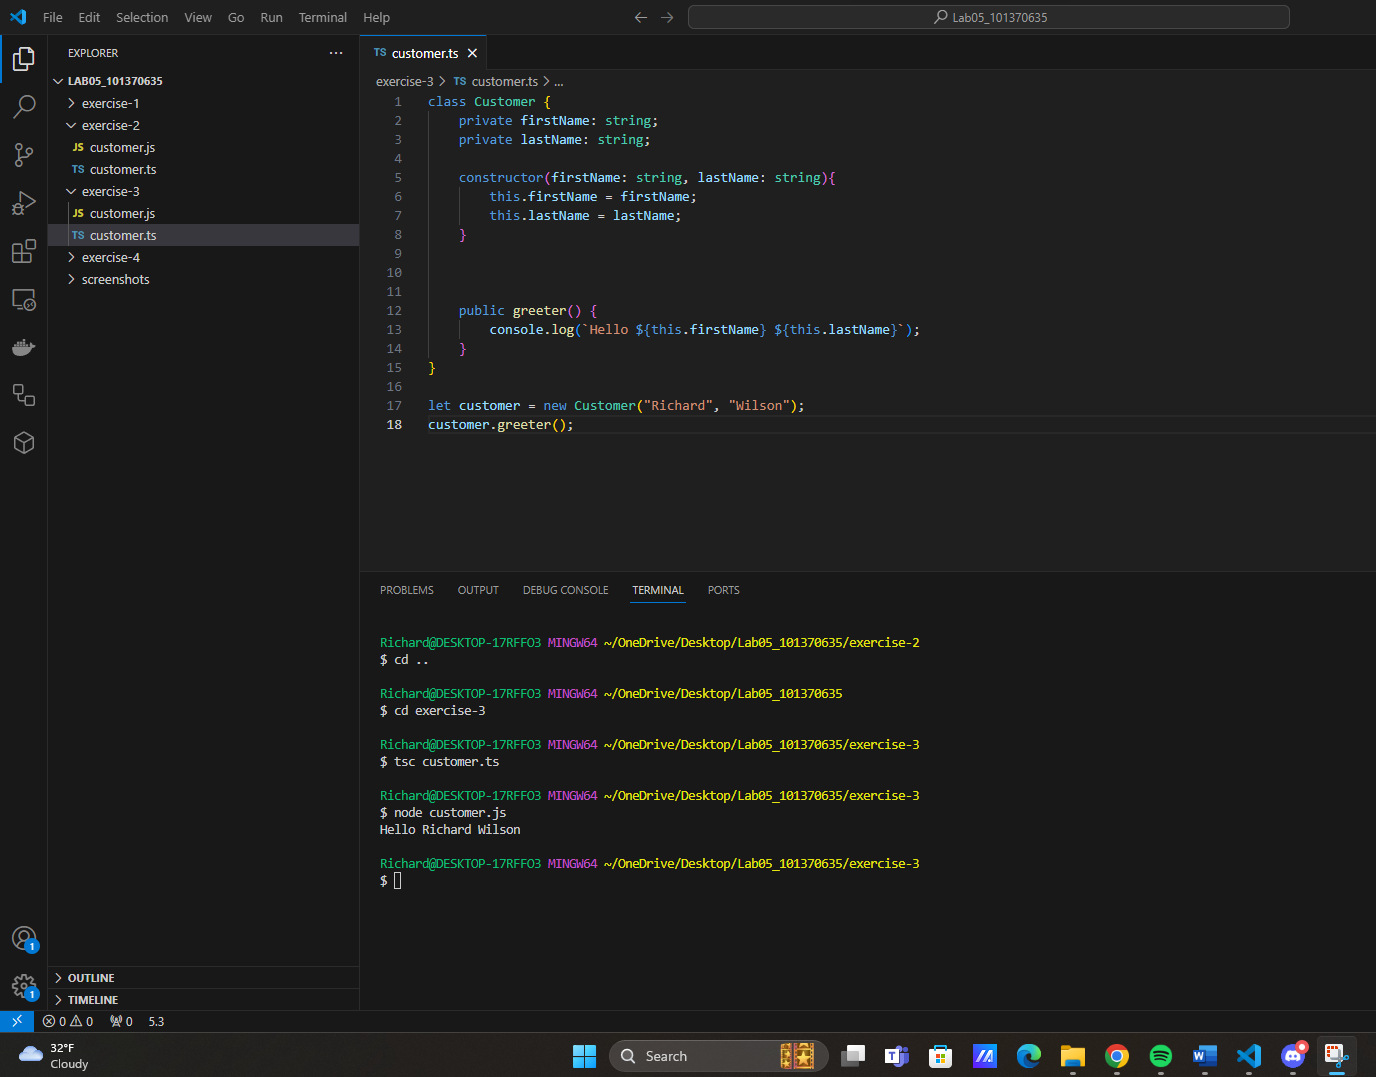 File Edit Selection View Go Run Terminal Help
Lab05_101370635
EXPLORER
LAB05_101370635
exercise-1
exercise-2
JS customer.js
TS customer.ts
exercise-3
JS customer.js
TS customer.ts
exercise-4
screenshots
OUTLINE
TIMELINE
TS customer.ts
exercise-3 > TS customer.ts > ...
1 class Customer {
2 private firstName: string;
3 private lastName: string;
4
5 constructor(firstName: string, lastName: string){
6 this.firstName = firstName;
7 this.lastName = lastName;
8 }
9
10
11
12 public greeter() {
13 console.log(`Hello ${this.firstName} ${this.lastName}`);
14 }
15 }
16
17 let customer = new Customer("Richard", "Wilson");
18 customer.greeter();
PROBLEMS OUTPUT DEBUG CONSOLE TERMINAL PORTS
Richard@DESKTOP-17RFFO3 MINGW64 ~/OneDrive/Desktop/Lab05_101370635/exercise-2
$ cd ..
Richard@DESKTOP-17RFFO3 MINGW64 ~/OneDrive/Desktop/Lab05_101370635
$ cd exercise-3
Richard@DESKTOP-17RFFO3 MINGW64 ~/OneDrive/Desktop/Lab05_101370635/exercise-3
$ tsc customer.ts
Richard@DESKTOP-17RFFO3 MINGW64 ~/OneDrive/Desktop/Lab05_101370635/exercise-3
$ node customer.js
Hello Richard Wilson
Richard@DESKTOP-17RFFO3 MINGW64 ~/OneDrive/Desktop/Lab05_101370635/exercise-3
$
1
1
0 0 0 5.3
32°F
Cloudy
Search